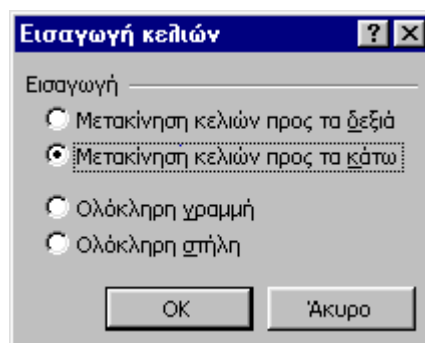 Εισαγωγή κελιών
Εισαγωγή
Μετακίνηση κελιών προς τα δεξιά
Μετακίνηση κελιών προς τα κάτω
Ολόκληρη γραμμή
Ολόκληρη στήλη
OK Άκυρο